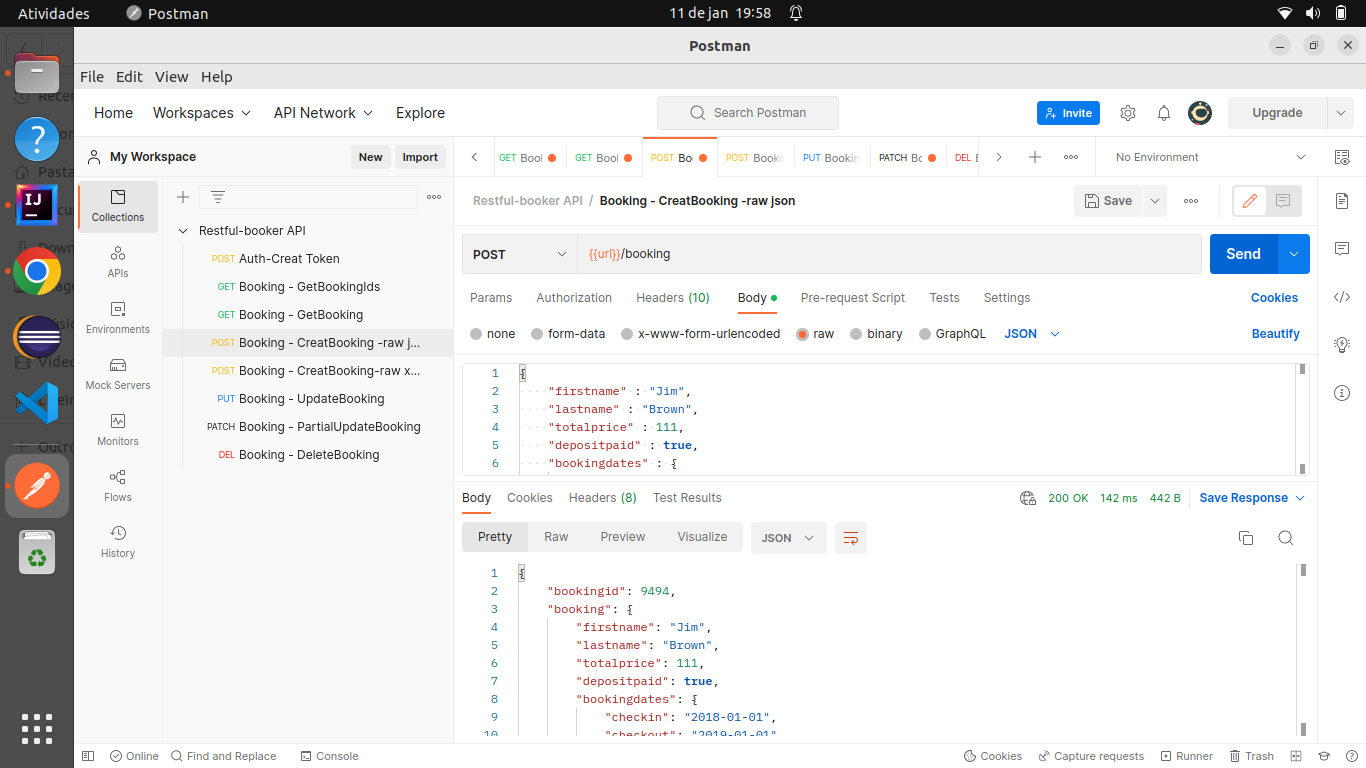 Atividades Postman 11 de jan 19:58
Postman
File Edit View Help
Home Workspaces API Network Explore Search Postman Invite Upgrade
My Workspace New Import
GET Bool GET Bool POST Bo POST Bookin PUT Bookin PATCH Bc DEL No Environment
Collections
APIs
Environments
Mock Servers
Monitors
Flows
History
Restful-booker API
POST Auth-Creat Token
GET Booking - GetBookingIds
GET Booking - GetBooking
POST Booking - CreatBooking -raw j...
POST Booking - CreatBooking-raw x...
PUT Booking - UpdateBooking
PATCH Booking - PartialUpdateBooking
DEL Booking - DeleteBooking
Restful-booker API / Booking - CreatBooking -raw json Save
POST {{url}}/booking Send
Params Authorization Headers (10) Body Pre-request Script Tests Settings Cookies
none form-data x-www-form-urlencoded raw binary GraphQL JSON Beautify
1 {
2 "firstname" : "Jim",
3 "lastname" : "Brown",
4 "totalprice" : 111,
5 "depositpaid" : true,
6 "bookingdates" : {
Body Cookies Headers (8) Test Results 200 OK 142 ms 442 B Save Response
Pretty Raw Preview Visualize JSON
1 {
2 "bookingid": 9494,
3 "booking": {
4 "firstname": "Jim",
5 "lastname": "Brown",
6 "totalprice": 111,
7 "depositpaid": true,
8 "bookingdates": {
9 "checkin": "2018-01-01",
10 "checkout": "2019-01-01"
Online Find and Replace Console Cookies Capture requests Runner Trash